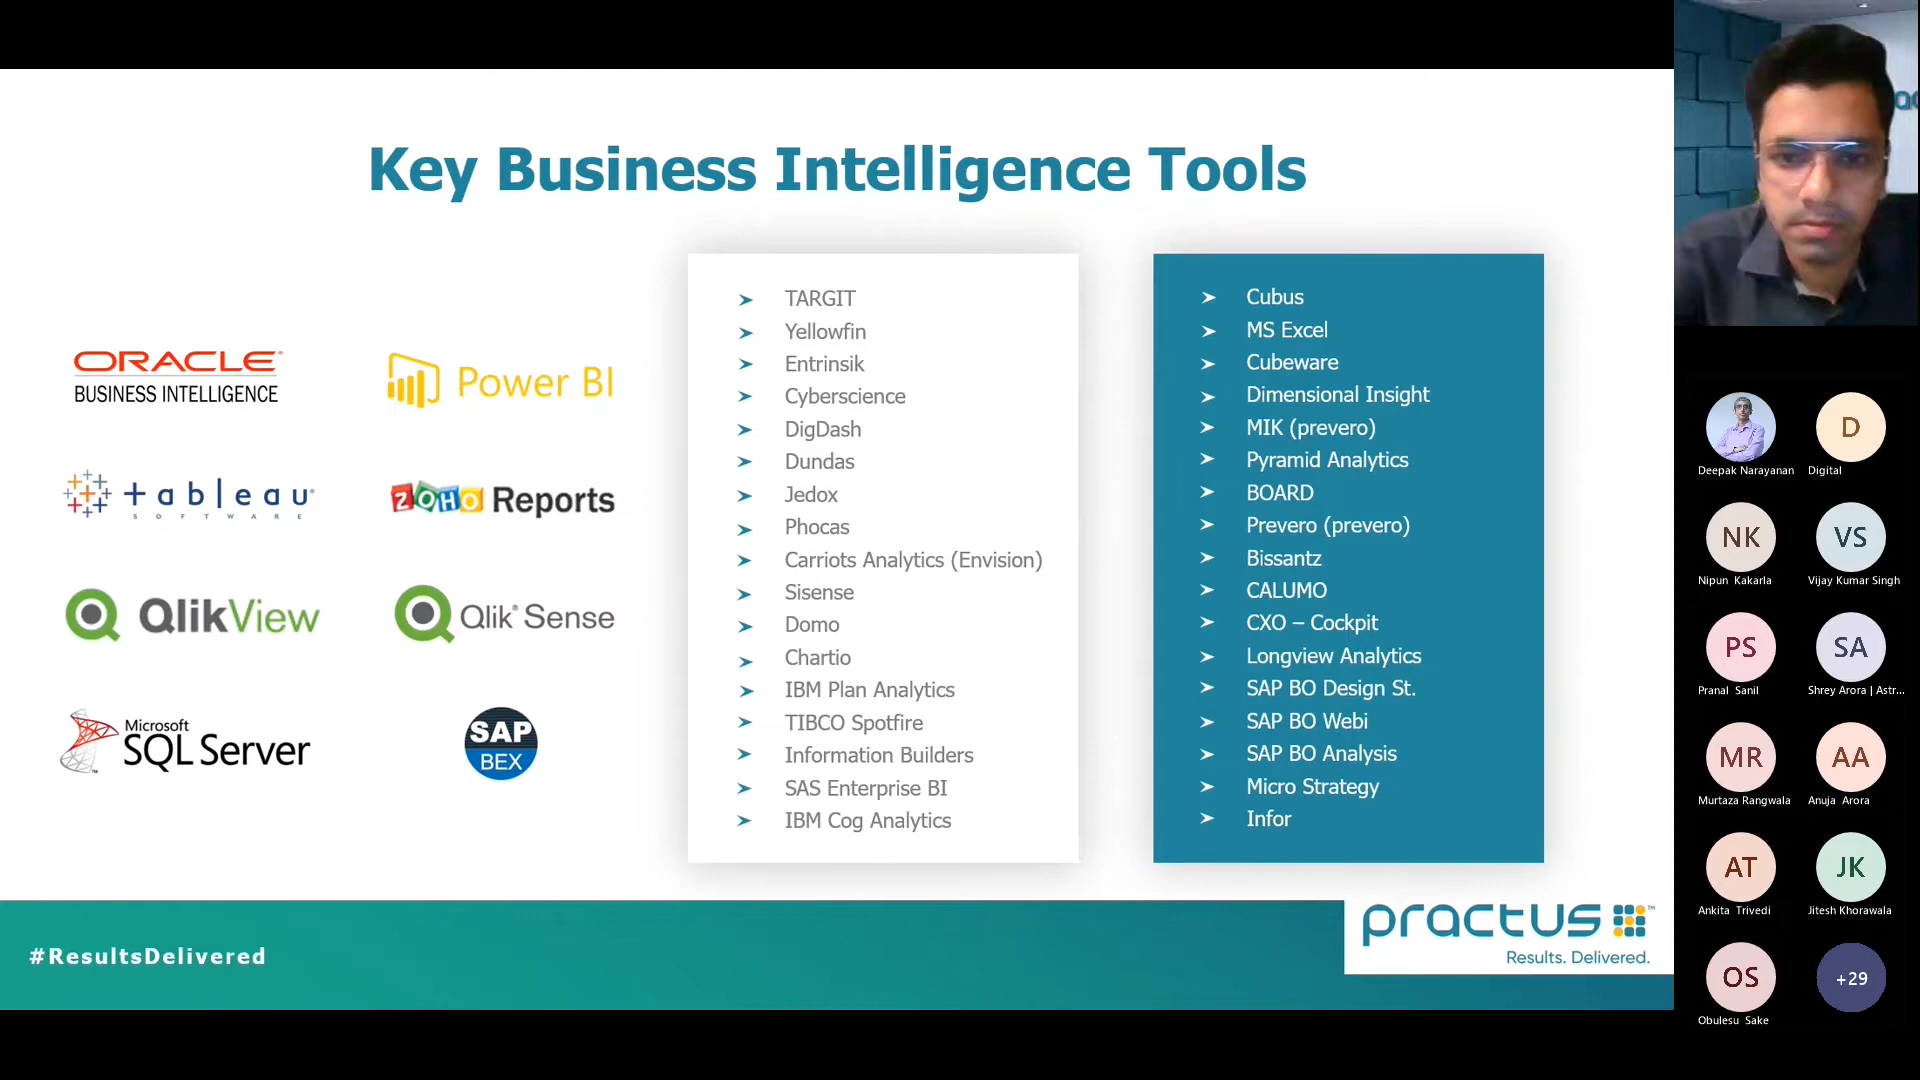 Key Business Intelligence Tools
ORACLE
BUSINESS INTELLIGENCE
Power BI
+ableau
SOFTWARE
ZOHO Reports
QlikView
Qlik Sense
Microsoft
SQL Server
SAP
BEX
TARGIT
Yellowfin
Entrinsik
Cyberscience
DigDash
Dundas
Jedox
Phocas
Carriots Analytics (Envision)
Sisense
Domo
Chartio
IBM Plan Analytics
TIBCO Spotfire
Information Builders
SAS Enterprise BI
IBM Cog Analytics
Cubus
MS Excel
Cubeware
Dimensional Insight
MIK (prevero)
Pyramid Analytics
BOARD
Prevero (prevero)
Bissantz
CALUMO
CXO – Cockpit
Longview Analytics
SAP BO Design St.
SAP BO Webi
SAP BO Analysis
Micro Strategy
Infor
#ResultsDelivered
practus
Results. Delivered.
Deepak Narayanan
D
Digital
NK
Nipun Kakarla
VS
Vijay Kumar Singh
PS
Pranal Sanil
SA
Shrey Arora | Astr...
MR
Murtaza Rangwala
AA
Anuja Arora
AT
Ankita Trivedi
JK
Jitesh Khorawala
OS
Obulesu Sake
+29